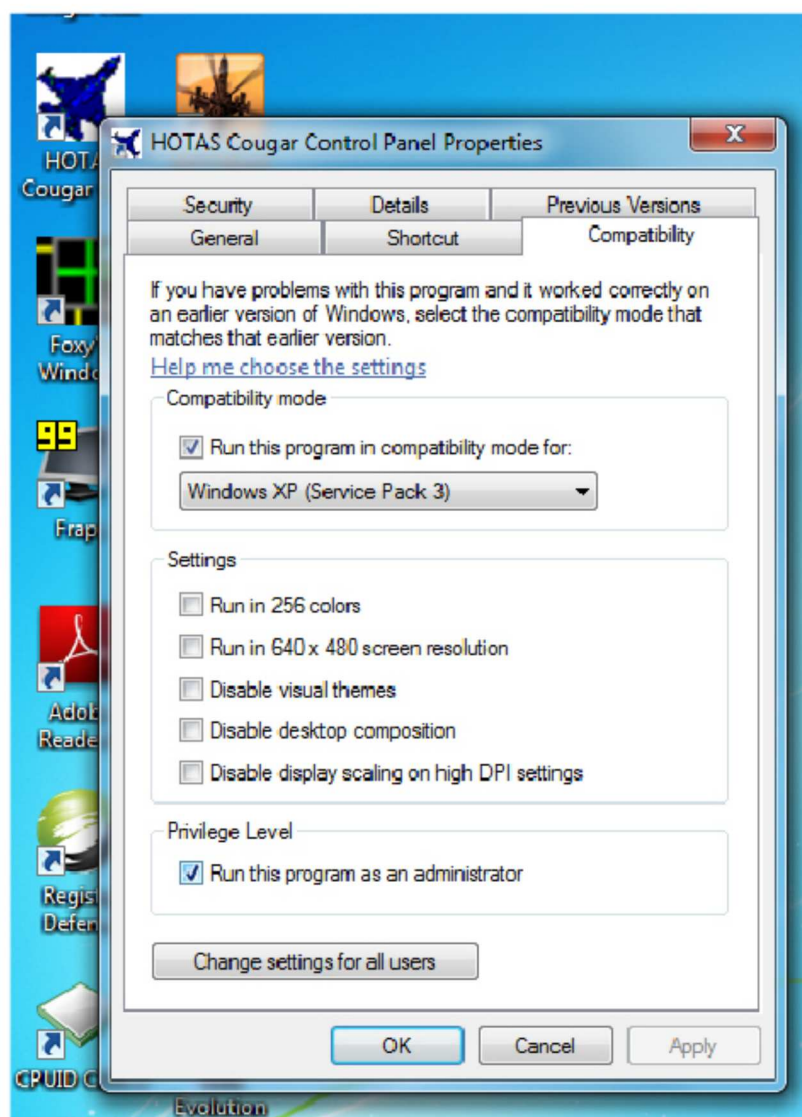 HOTAS Cougar Control Panel Properties
X
HOTA
Cougar
Security
Details
Previous Versions
General
Shortcut
Compatibility
If you have problems with this program and it worked correctly on
an earlier version of Windows, select the compatibility mode that
matches that earlier version.
Help me choose the settings
Compatibility mode
Run this program in compatibility mode for:
Windows XP (Service Pack 3)
Foxy'
Windo
99
Frap
Settings
Run in 256 colors
Run in 640 x 480 screen resolution
Disable visual themes
Disable desktop composition
Disable display scaling on high DPI settings
Adob
Reade
Privilege Level
Run this program as an administrator
Regist
Defen
Change settings for all users
OK
Cancel
Apply
CPUID C
Evolution